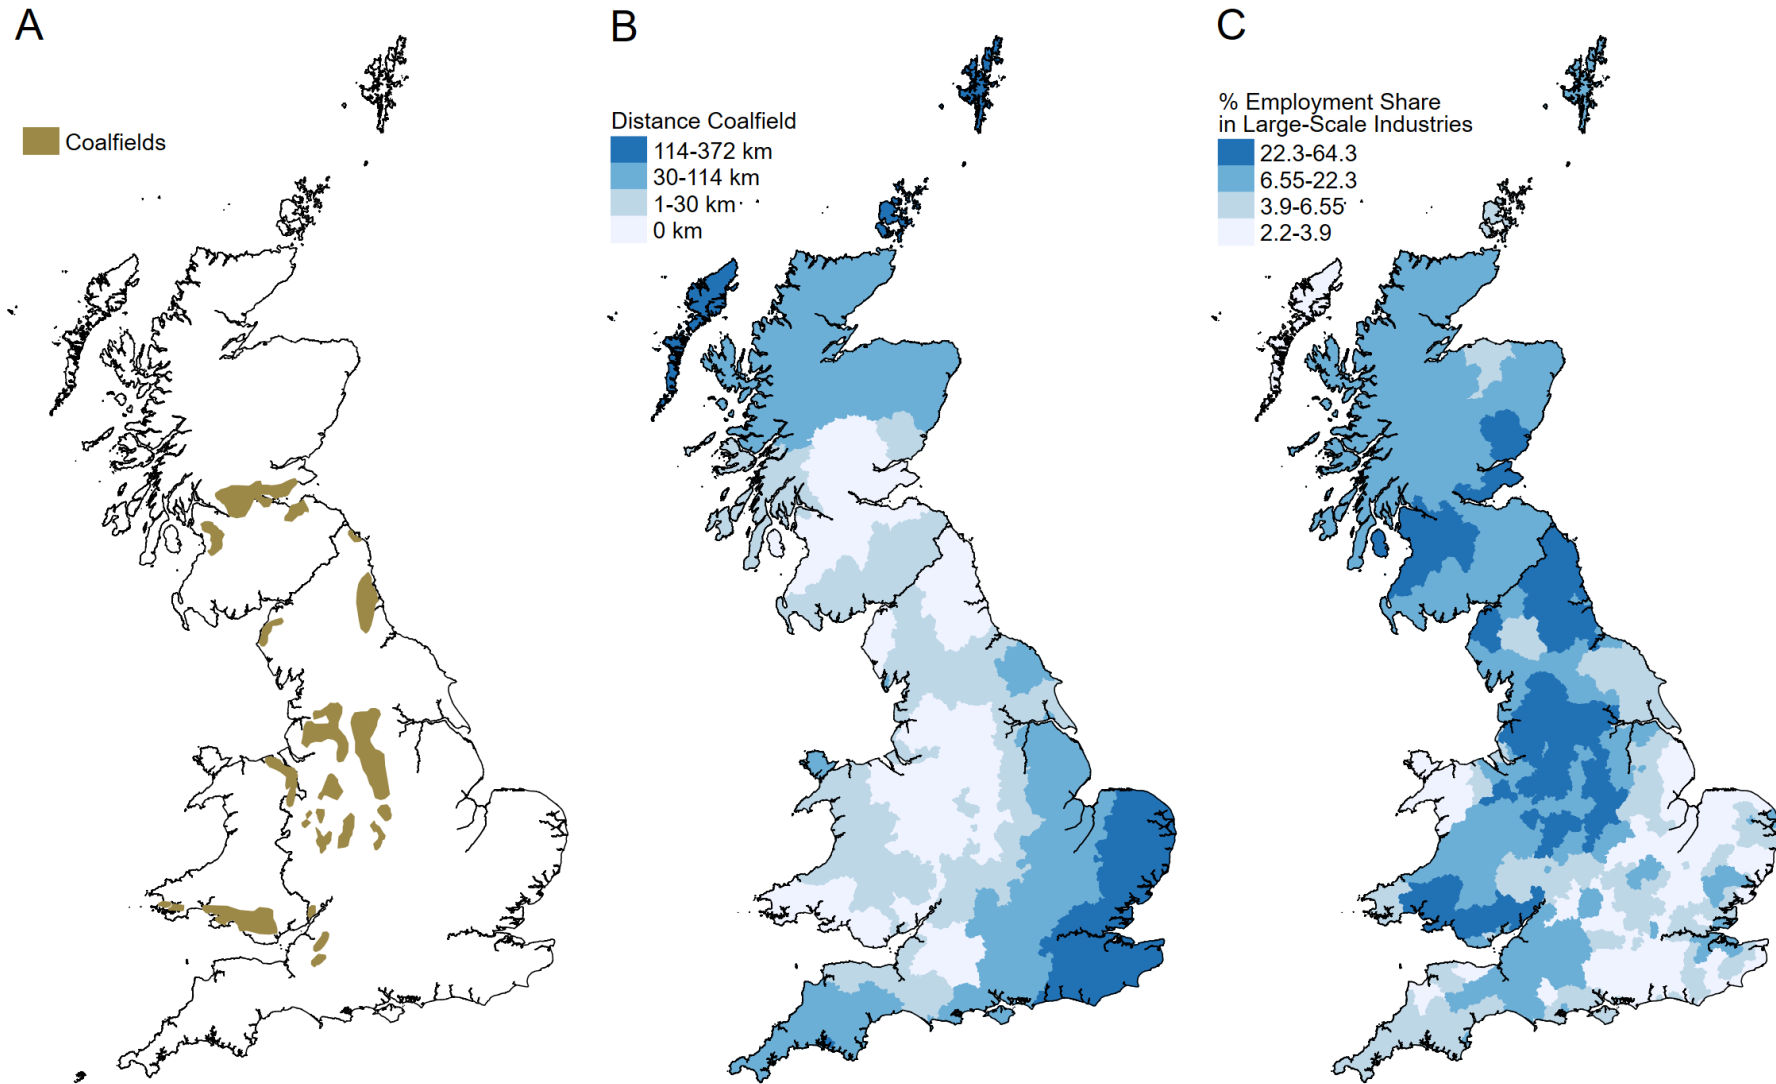 A
Coalfields
B
Distance Coalfield
114-372 km
30-114 km
1-30 km
0 km
C
% Employment Share
in Large-Scale Industries
22.3-64.3
6.55-22.3
3.9-6.55
2.2-3.9